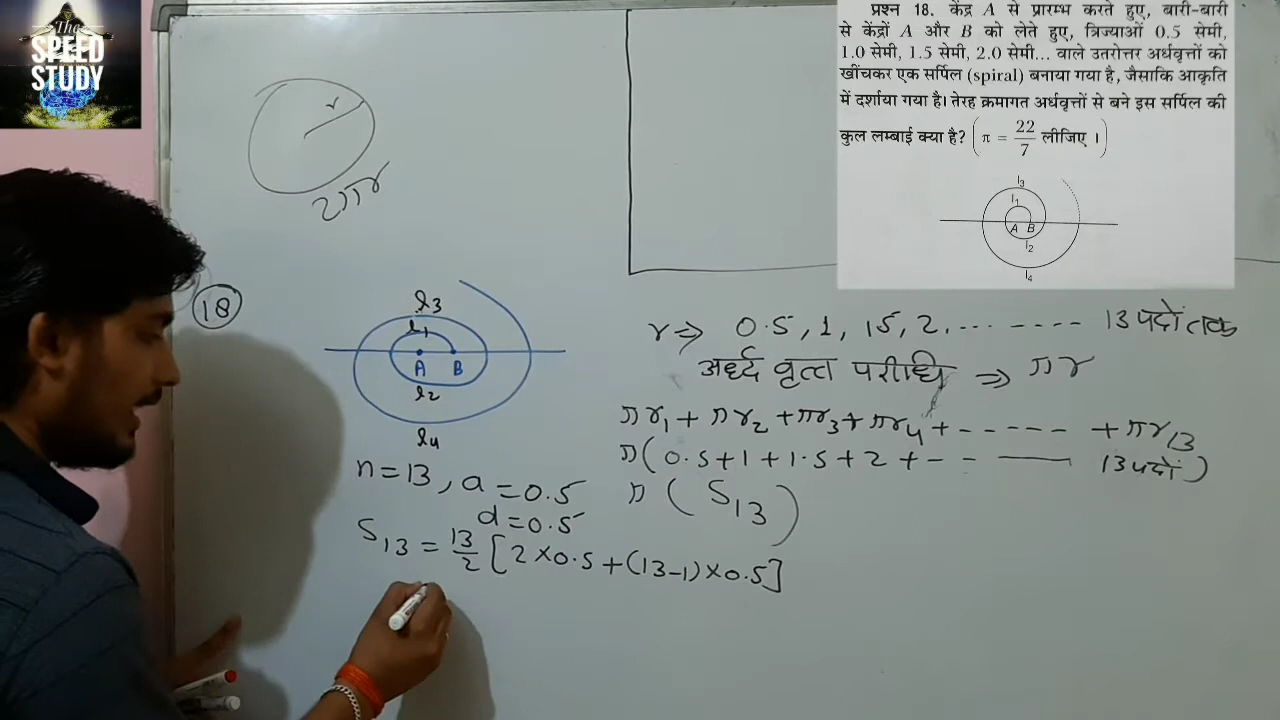 The
SPEED
STUDY
प्रश्न 18. केंद्र A से प्रारम्भ करते हुए, बारी-बारी
से केंद्रों A और B को लेते हुए, त्रिज्याओं 0.5 सेमी,
1.0 सेमी, 1.5 सेमी, 2.0 सेमी... वाले उतरोत्तर अर्धवृत्तों को
खींचकर एक सर्पिल (spiral) बनाया गया है, जैसाकि आकृति
में दर्शाया गया है। तेरह क्रमागत अर्धवृत्तों से बने इस सर्पिल की
कुल लम्बाई क्या है? (π = 22/7 लीजिए ।)
l₃
l₁
A B
l₂
l₄
r
2πr
18
l₃
l₁
A B
l₂
l₄
r ⇒ 0.5, 1, 15, 2, ... ---- 13 पदों तक
अर्ध्द वृत्त परीधि ⇒ πr
πr₁ + πr₂ + πr₃ + πr₄ + ----- + πr₁₃
π(0.5 + 1 + 1.5 + 2 + -- —— 13 पदों)
π(S₁₃)
n = 13, a = 0.5
d = 0.5
S₁₃ = 13/2 [2×0.5 + (13-1)×0.5]